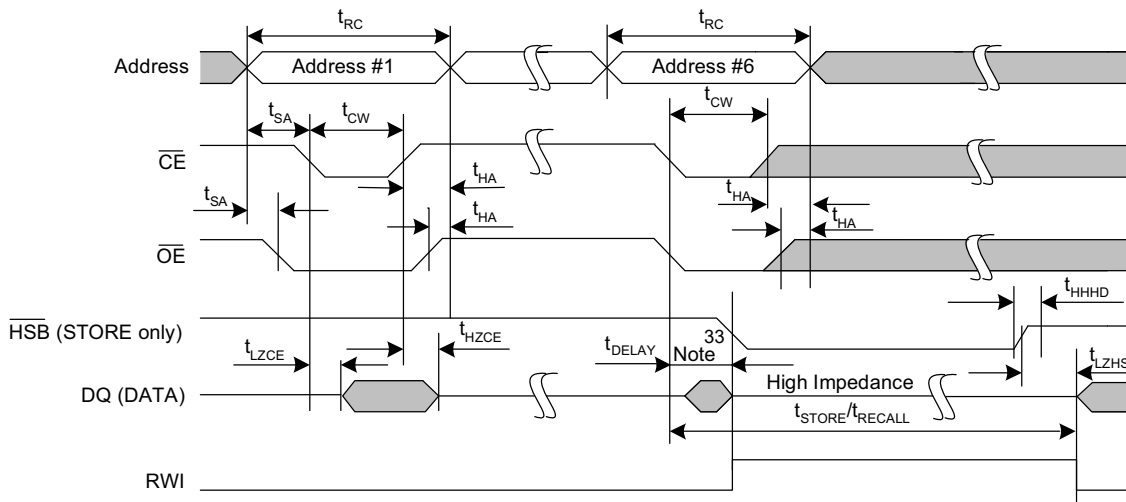 tRC tRC
Address Address #1 Address #6
tSA tCW tCW
CE
tHA
tSA tHA tHA
tHA
OE
tHHHD
HSB (STORE only)
33
tLZCE tHZCE tDELAY Note tLZHS
DQ (DATA) High Impedance
tSTORE/tRECALL
RWI